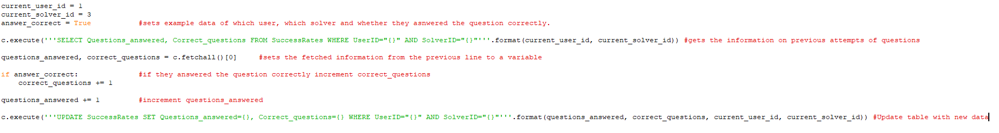 current_user_id = 1
current_solver_id = 3
answer_correct = True #sets example data of which user, which solver and whether they asnwered the question correctly.
c.execute('''SELECT Questions_answered, Correct_questions FROM SuccessRates WHERE UserID="{}" AND SolverID="{}"'''.format(current_user_id, current_solver_id)) #gets the information on previous attempts of questions
questions_answered, correct_questions = c.fetchall()[0] #sets the fetched information from the previous line to a variable
if answer_correct: #if they answered the question correctly increment correct_questions
    correct_questions += 1
questions_answered += 1 #increment questions_answered
c.execute('''UPDATE SuccessRates SET Questions_answered={}, Correct_questions={} WHERE UserID="{}" AND SolverID="{}"'''.format(questions_answered, correct_questions, current_user_id, current_solver_id)) #Update table with new data